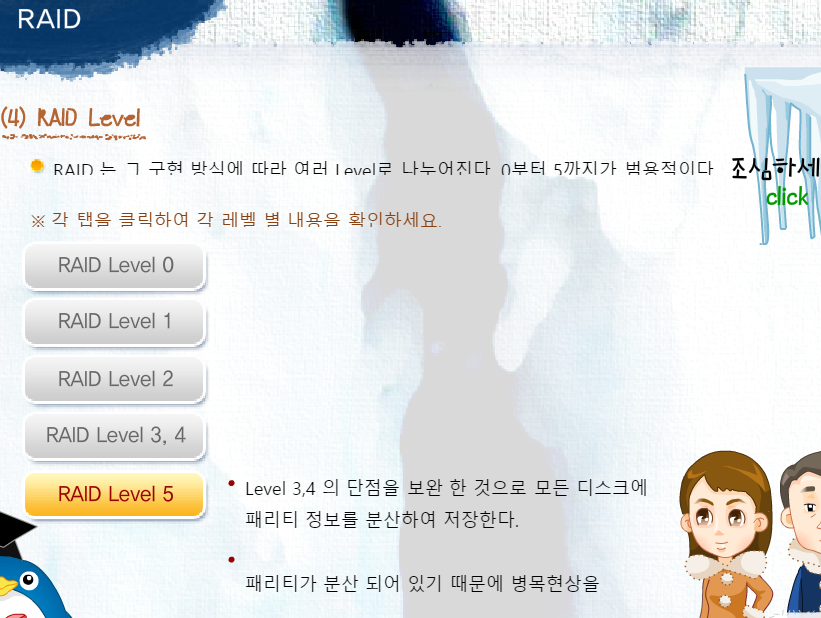 RAID
(4) RAID Level
RAID 는 그 구현 방식에 따라 여러 Level로 나누어진다. 0부터 5까지가 범용적이다
조심하세
click
※ 각 탭을 클릭하여 각 레벨 별 내용을 확인하세요.
RAID Level 0
RAID Level 1
RAID Level 2
RAID Level 3, 4
RAID Level 5
Level 3,4 의 단점을 보완 한 것으로 모든 디스크에
패리티 정보를 분산하여 저장한다.
패리티가 분산 되어 있기 때문에 병목현상을